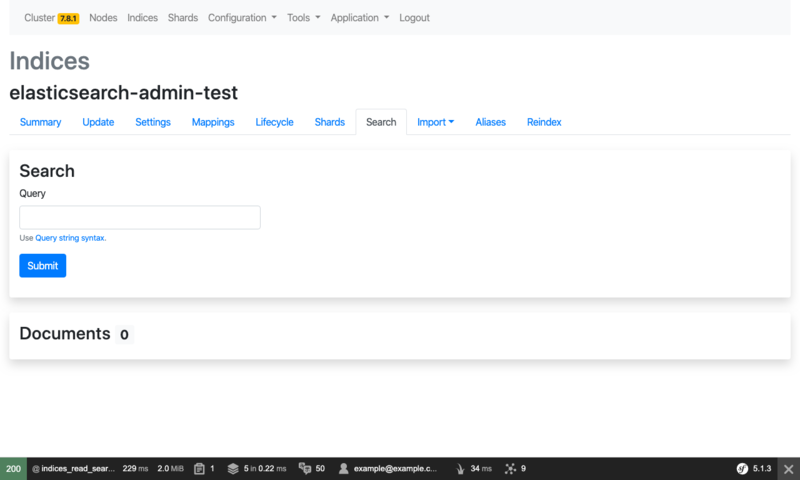 Cluster 7.8.1 Nodes Indices Shards Configuration Tools Application Logout
Indices
elasticsearch-admin-test
Summary Update Settings Mappings Lifecycle Shards Search Import Aliases Reindex
Search
Query
Use Query string syntax.
Submit
Documents 0
200 @ indices_read_sear... 229 ms 2.0 MiB 1 5 in 0.22 ms 50 example@example.c... 34 ms 9 sf 5.1.3